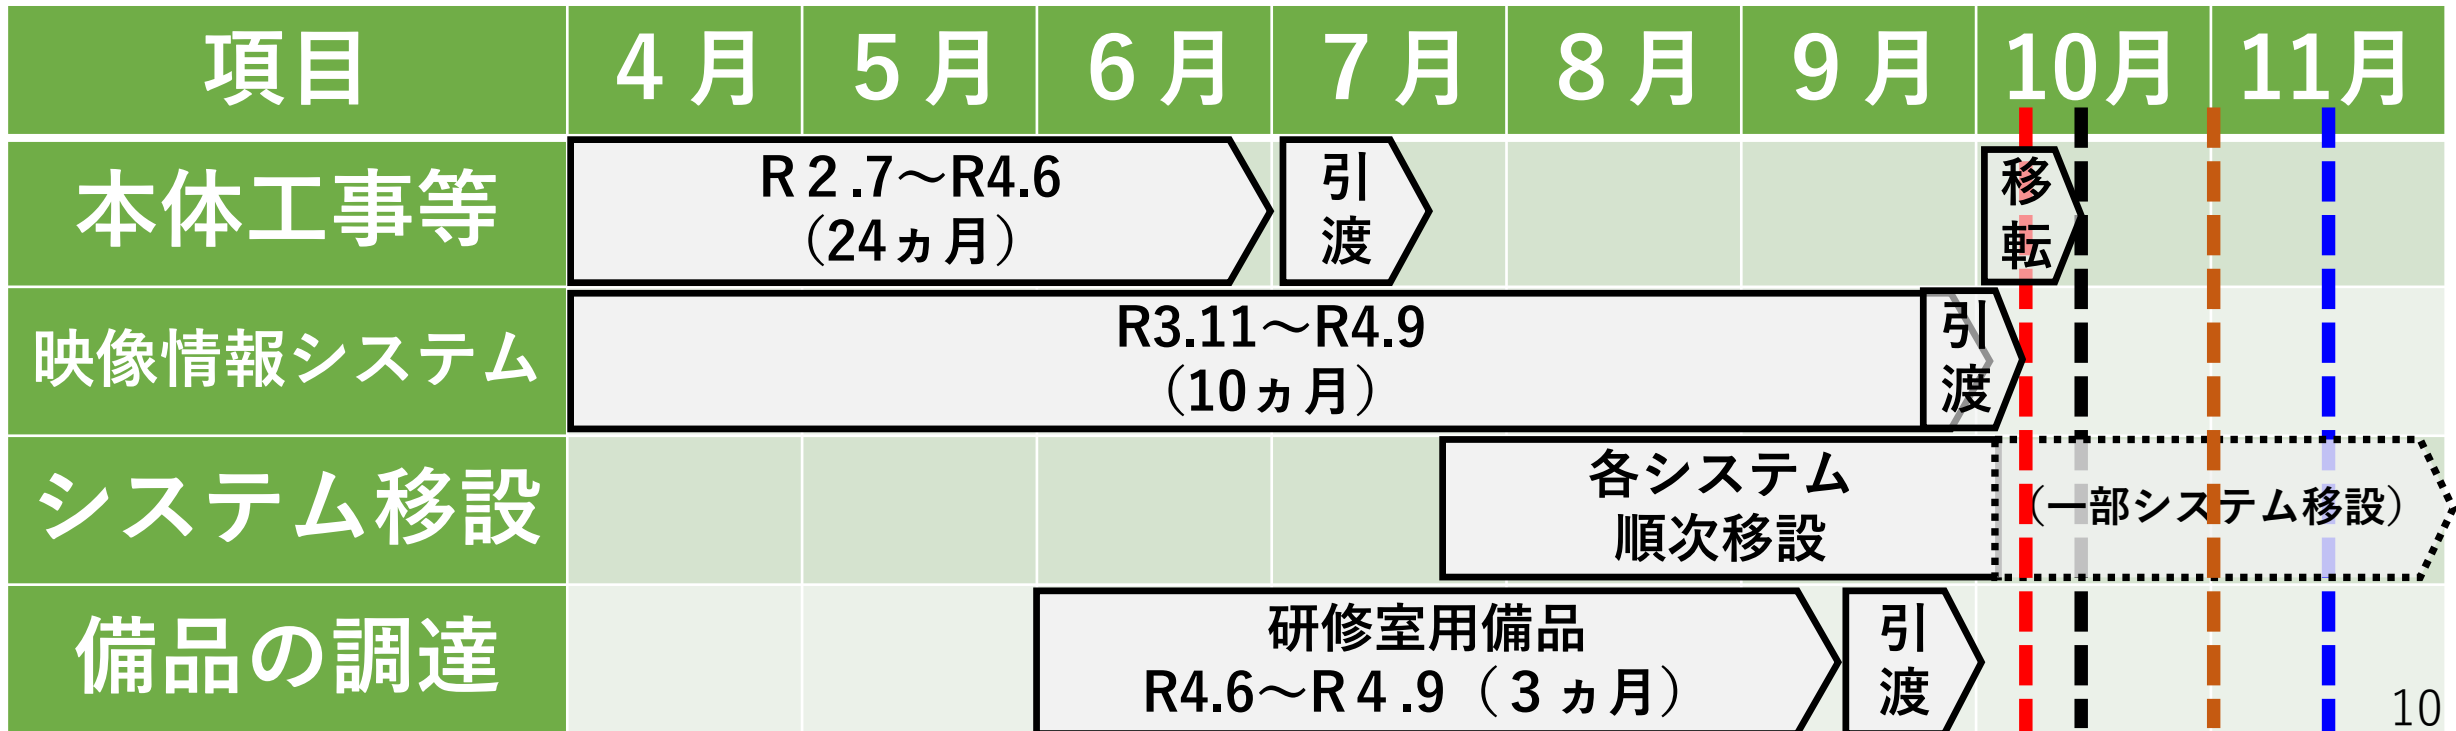 項目 4月 5月 6月 7月 8月 9月 10月 11月
本体工事等
R2.7～R4.6
（24ヵ月）
引渡
移転
映像情報システム
R3.11～R4.9
（10ヵ月）
引渡
システム移設
各システム
順次移設
（一部システム移設）
備品の調達
研修室用備品
R4.6～R4.9（3ヵ月）
引渡
10